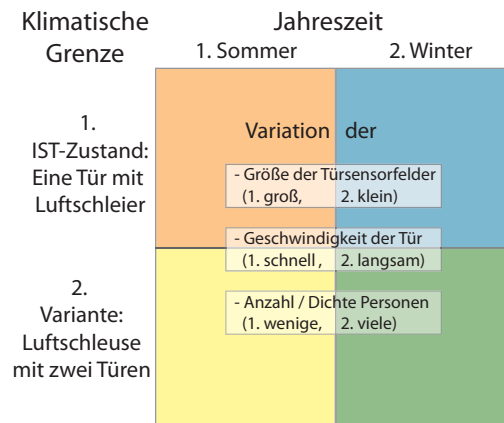 Klimatische
Grenze
Jahreszeit
1. Sommer
2. Winter
1.
IST-Zustand:
Eine Tür mit
Luftschleier
Variation der
- Größe der Türsensorfelder
(1. groß, 2. klein)
- Geschwindigkeit der Tür
(1. schnell , 2. langsam)
- Anzahl / Dichte Personen
(1. wenige, 2. viele)
2.
Variante:
Luftschleuse
mit zwei Türen